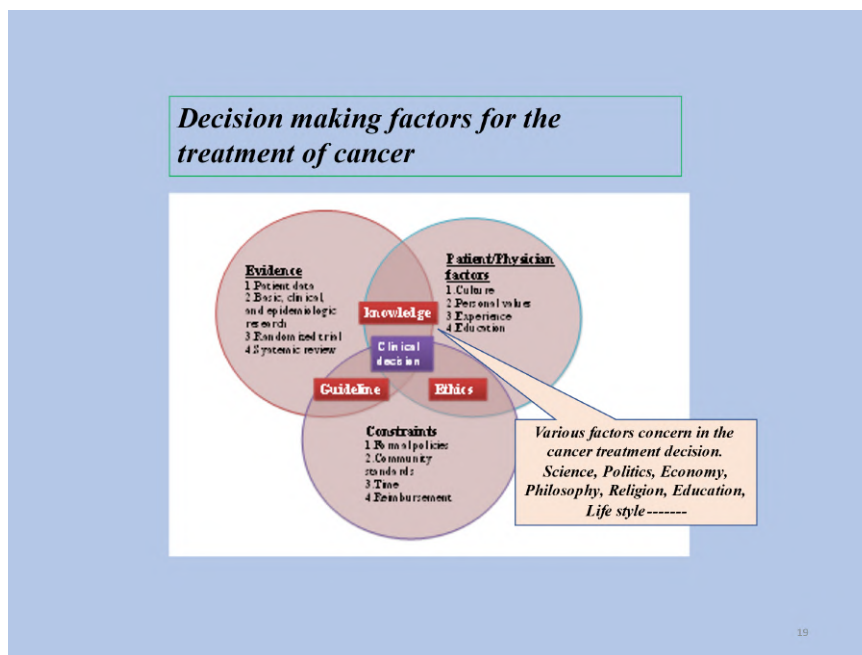 Decision making factors for the
treatment of cancer
Evidence
1.Patient data
2.Basic, clinical,
and epidemiologic
research
3.Randomized trial
4.Systemic review
Patient/Physician
factors
1.Culture
2.Personal values
3.Experience
4.Education
knowledge
Clinical
decision
Guideline
Ethics
Constraints
1.Formal policies
2.Community
standards
3.Time
4.Reimbursement
Various factors concern in the
cancer treatment decision.
Science, Politics, Economy,
Philosophy, Religion, Education,
Life style-------
19